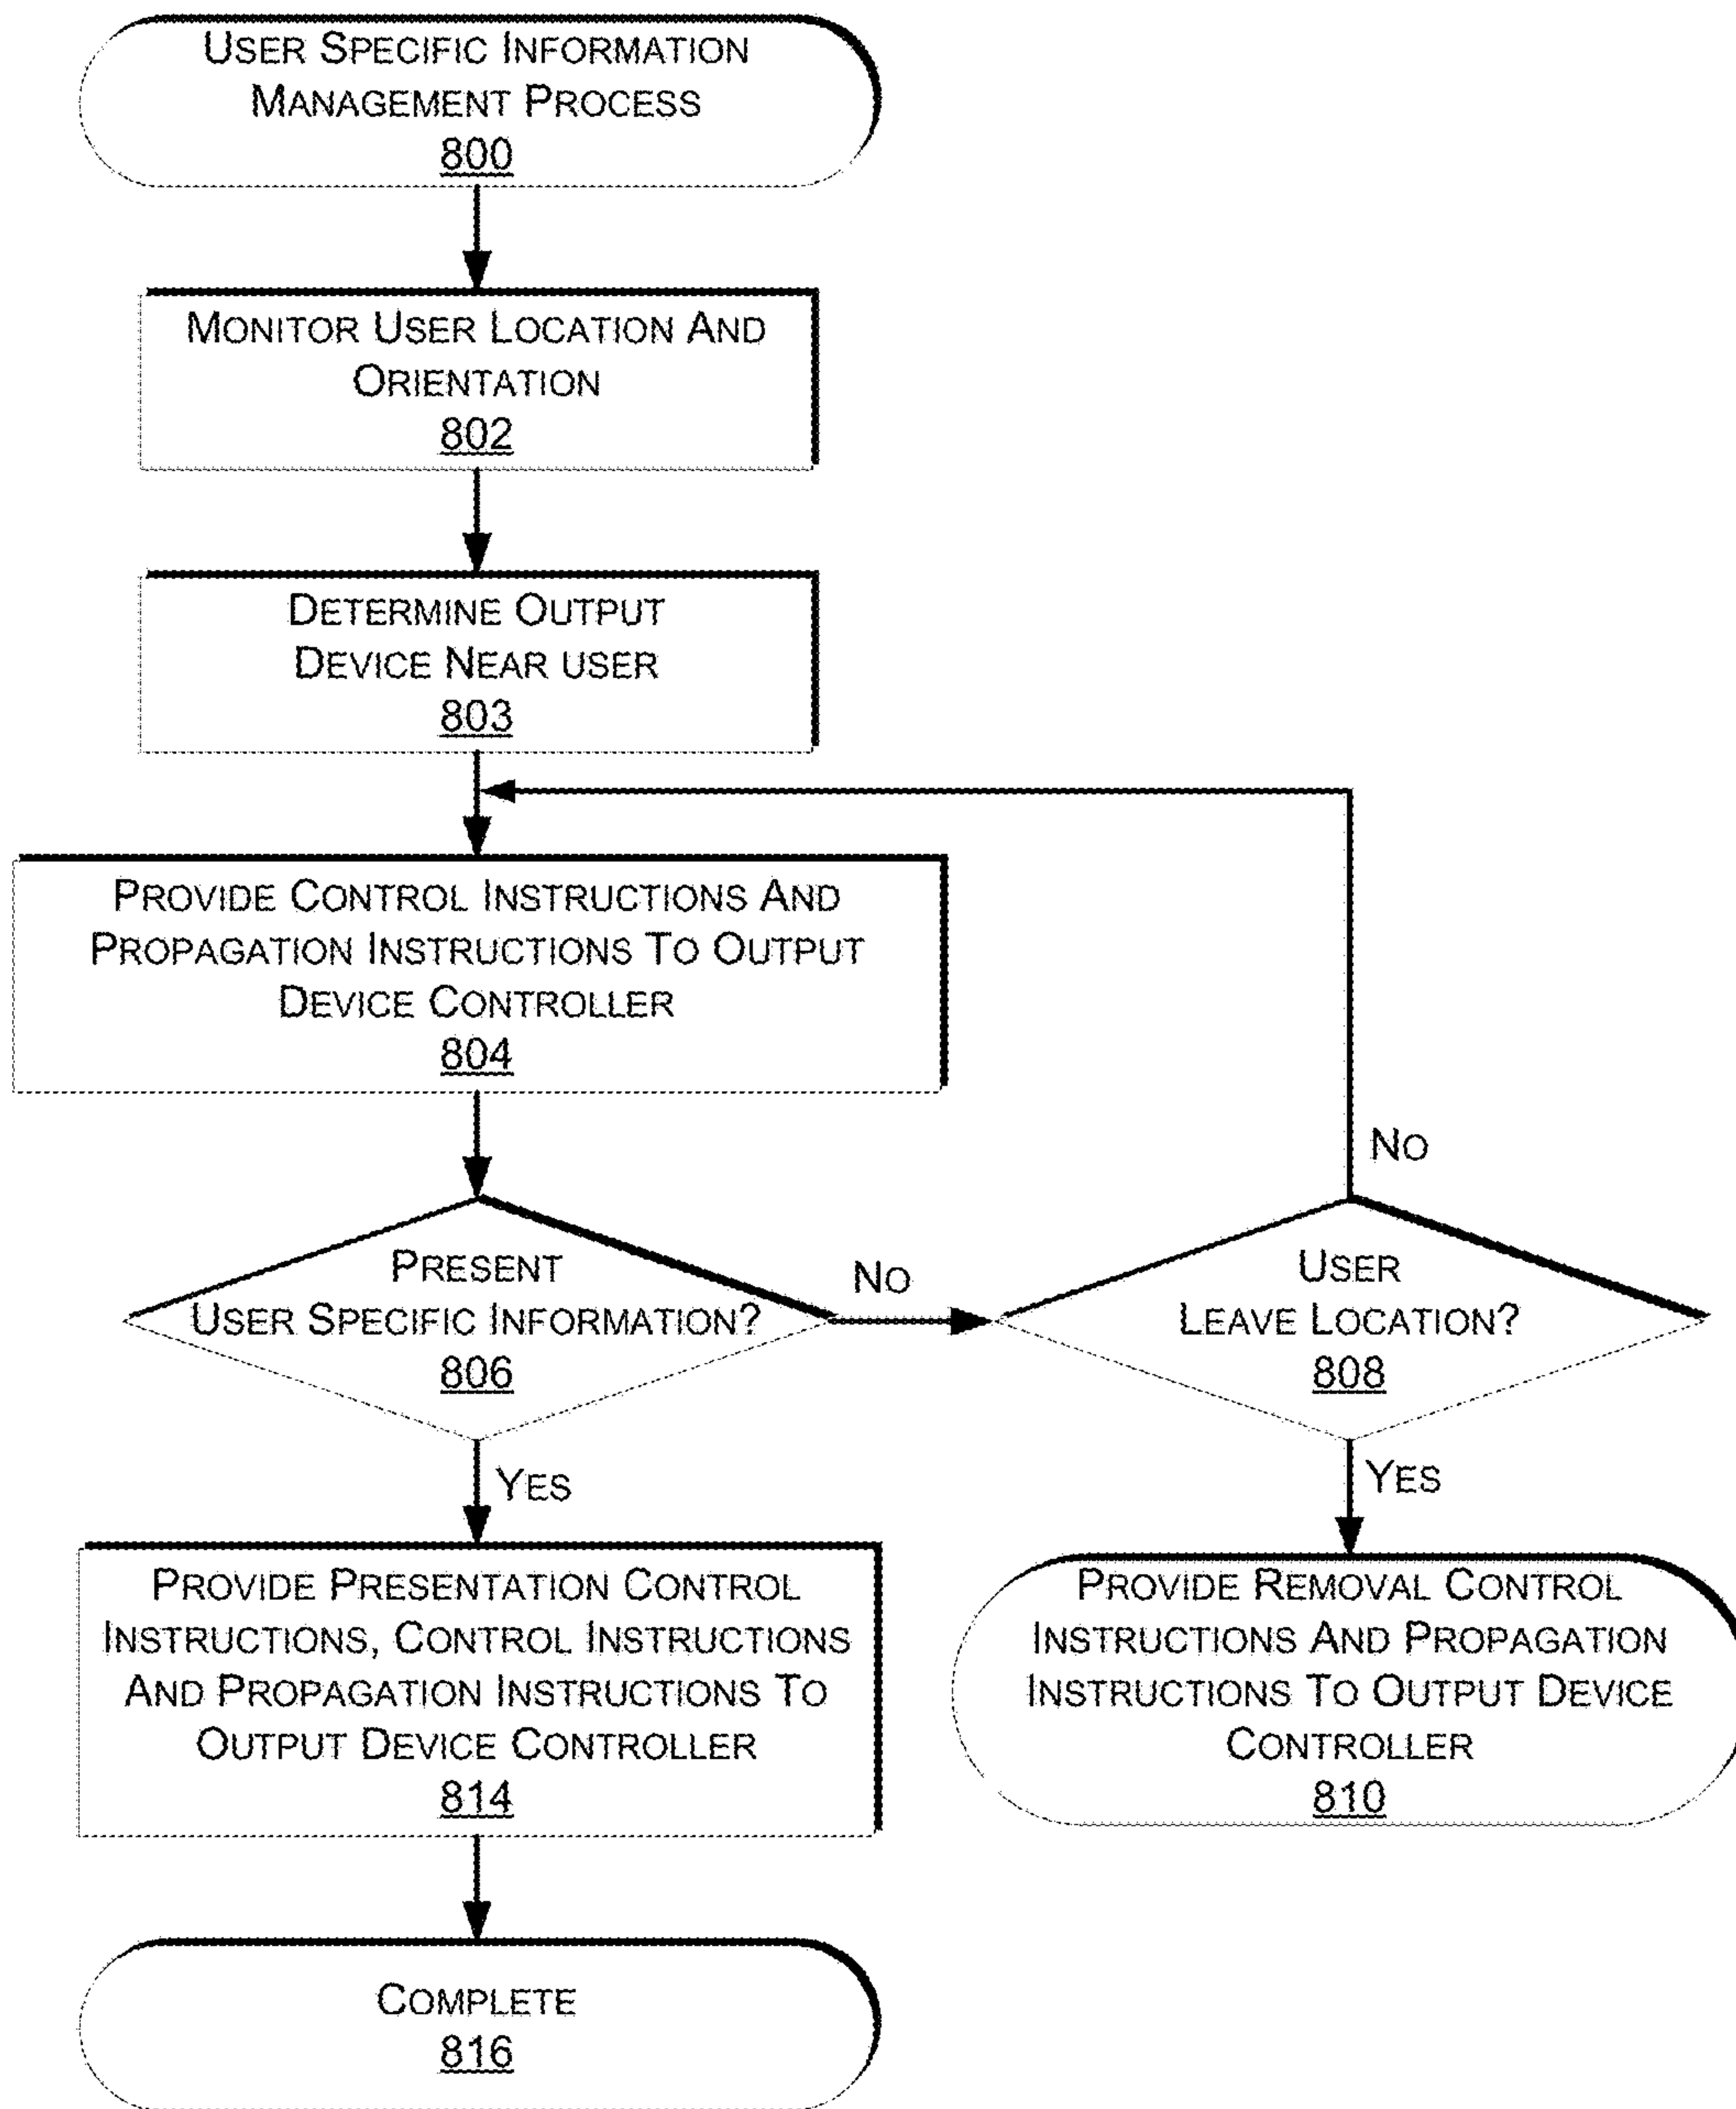 USER SPECIFIC INFORMATION
MANAGEMENT PROCESS
800
MONITOR USER LOCATION AND
ORIENTATION
802
DETERMINE OUTPUT
DEVICE NEAR USER
803
PROVIDE CONTROL INSTRUCTIONS AND
PROPAGATION INSTRUCTIONS TO OUTPUT
DEVICE CONTROLLER
804
NO
PRESENT
USER SPECIFIC INFORMATION?
806
NO
USER
LEAVE LOCATION?
808
YES
YES
PROVIDE PRESENTATION CONTROL
INSTRUCTIONS, CONTROL INSTRUCTIONS
AND PROPAGATION INSTRUCTIONS TO
OUTPUT DEVICE CONTROLLER
814
PROVIDE REMOVAL CONTROL
INSTRUCTIONS AND PROPAGATION
INSTRUCTIONS TO OUTPUT DEVICE
CONTROLLER
810
COMPLETE
816